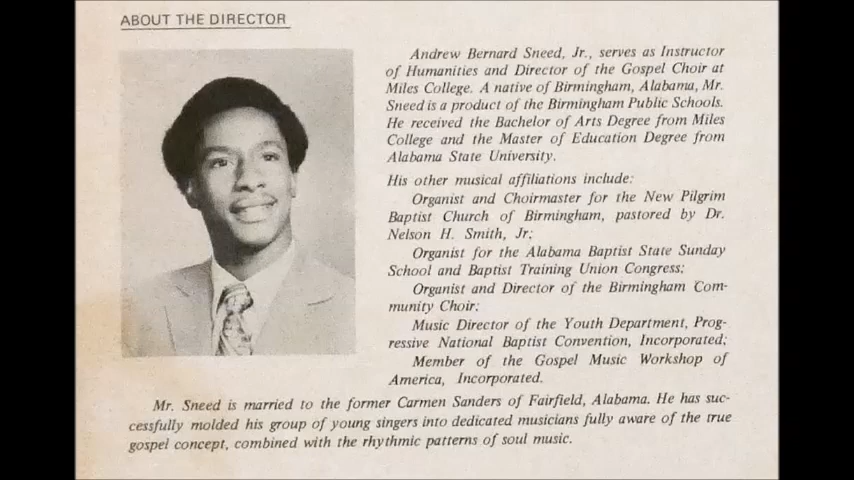 ABOUT THE DIRECTOR
Andrew Bernard Sneed, Jr., serves as Instructor
of Humanities and Director of the Gospel Choir at
Miles College. A native of Birmingham, Alabama, Mr.
Sneed is a product of the Birmingham Public Schools.
He received the Bachelor of Arts Degree from Miles
College and the Master of Education Degree from
Alabama State University.
His other musical affiliations include:
Organist and Choirmaster for the New Pilgrim
Baptist Church of Birmingham, pastored by Dr.
Nelson H. Smith, Jr;
Organist for the Alabama Baptist State Sunday
School and Baptist Training Union Congress;
Organist and Director of the Birmingham Com-
munity Choir;
Music Director of the Youth Department, Prog-
ressive National Baptist Convention, Incorporated;
Member of the Gospel Music Workshop of
America, Incorporated.
Mr. Sneed is married to the former Carmen Sanders of Fairfield, Alabama. He has suc-
cessfully molded his group of young singers into dedicated musicians fully aware of the true
gospel concept, combined with the rhythmic patterns of soul music.